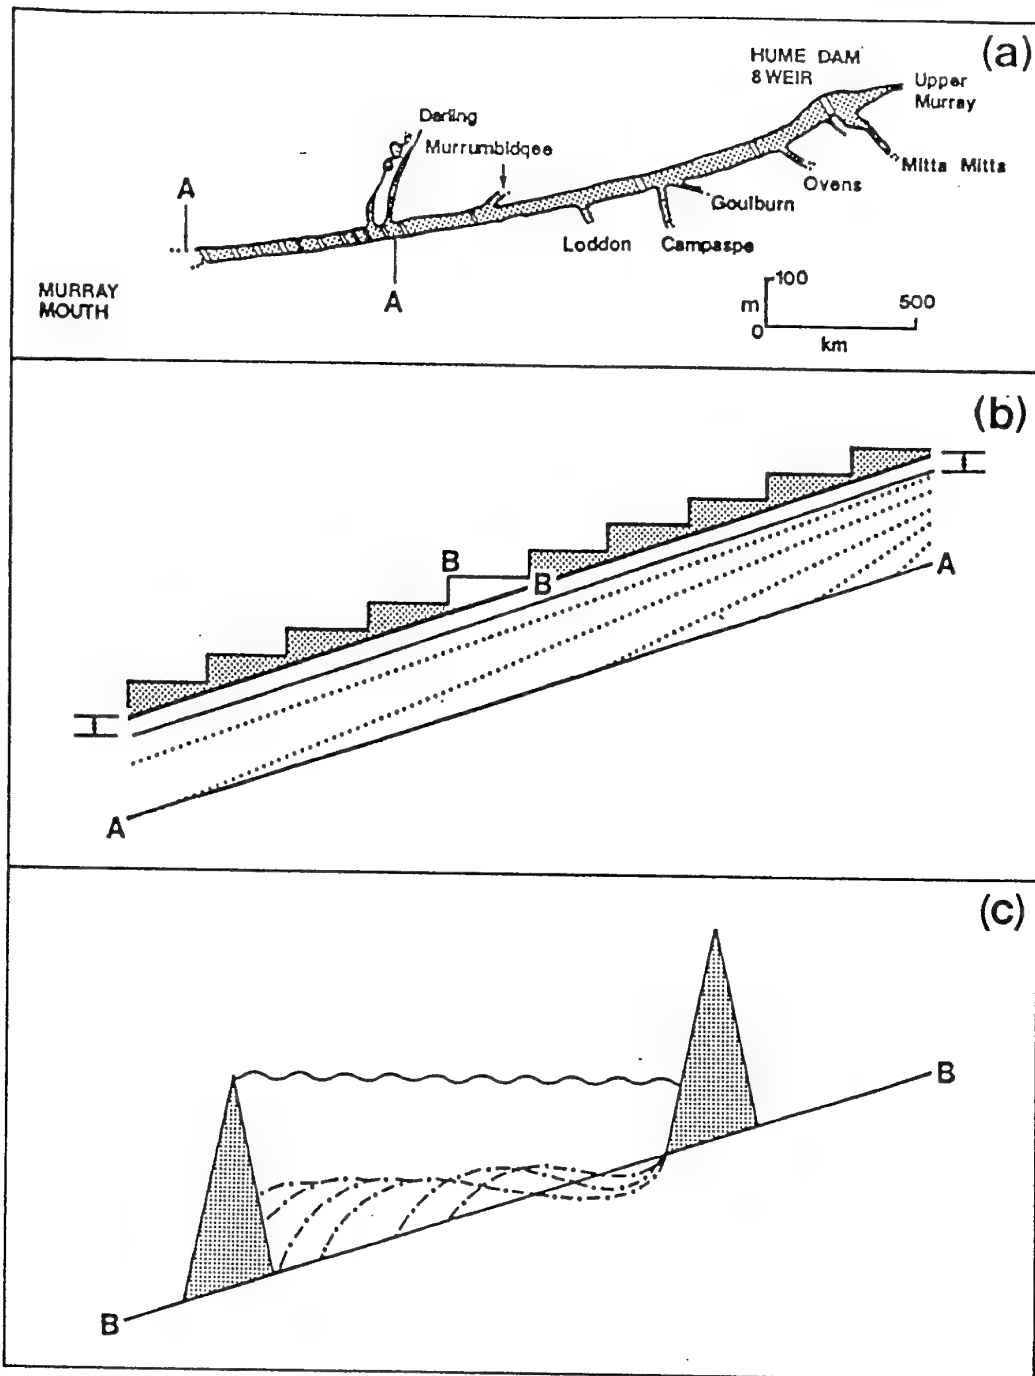 (a)
HUME DAM
8 WEIR
Upper
Murray
Darling
Murrumbidqee
Mitta Mitta
Ovens
A
Goulburn
Loddon
Campaspe
A
MURRAY
MOUTH
100
m
0
500
km
(b)
B
B
A
A
(c)
B
B